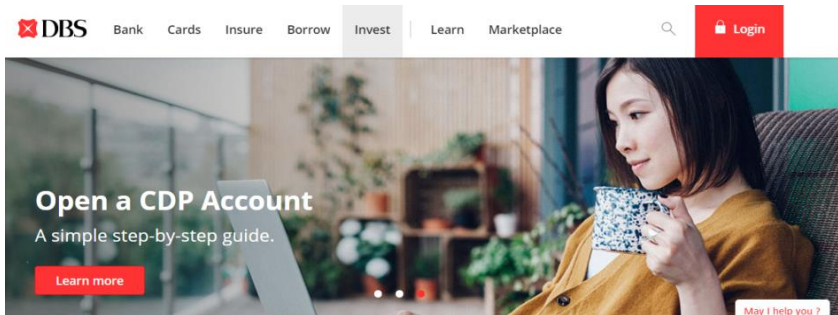 DBS Bank Cards Insure Borrow Invest Learn Marketplace Login
Open a CDP Account
A simple step-by-step guide.
Learn more
May I help you ?